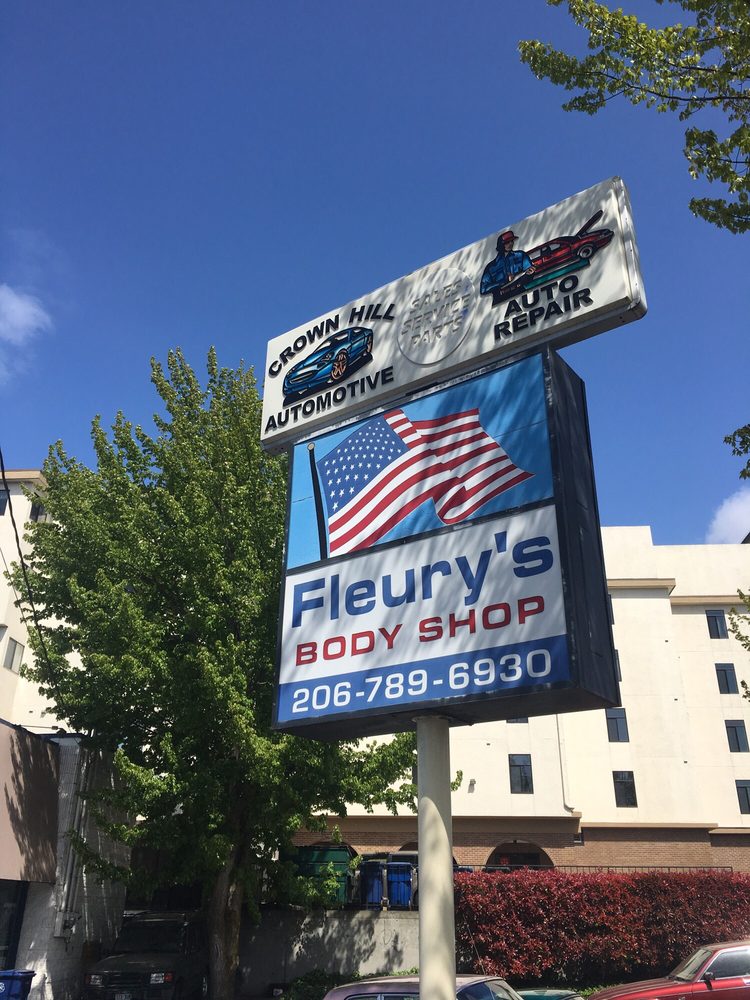 CROWN HILL
AUTOMOTIVE
SALES
SERVICE
PARTS
AUTO
REPAIR
Fleury's
BODY SHOP
206-789-6930